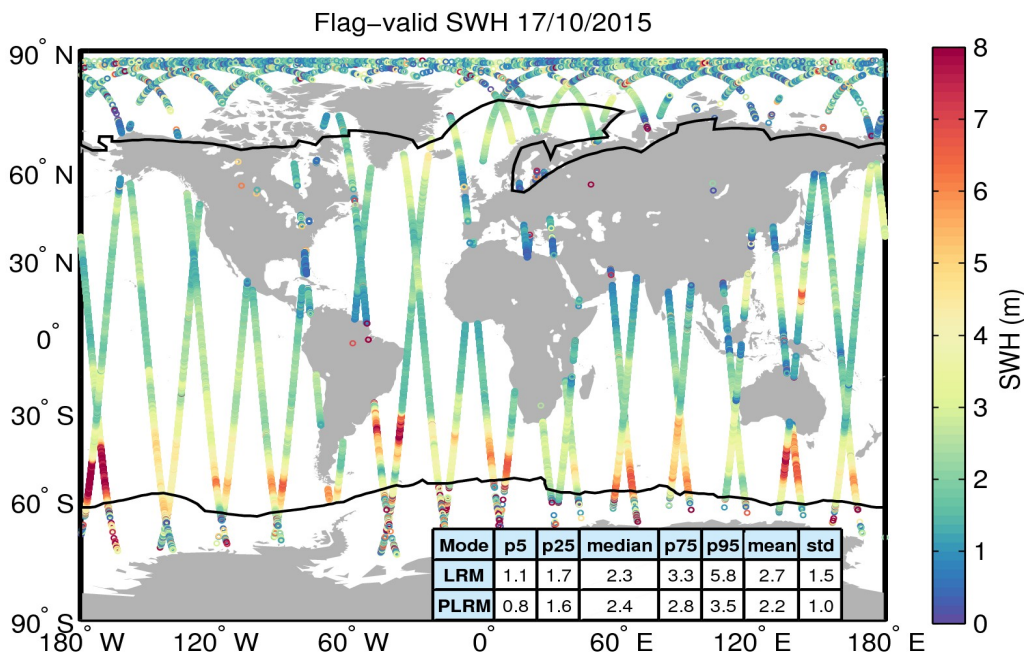 Flag-valid SWH 17/10/2015
90° N
60° N
30° N
0°
30° S
60° S
90° S
180° W
120° W
60° W
0°
60° E
120° E
180° E
8
7
6
5
4
3
2
1
0
SWH (m)
Mode p5 p25 median p75 p95 mean std
LRM 1.1 1.7 2.3 3.3 5.8 2.7 1.5
PLRM 0.8 1.6 2.4 2.8 3.5 2.2 1.0